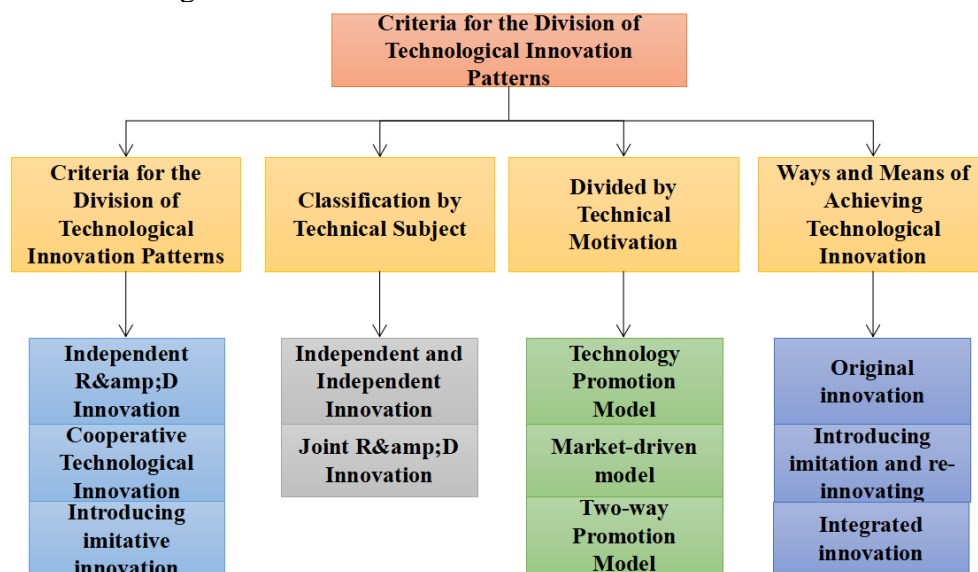 Criteria for the Division of
Technological Innovation
Patterns
Criteria for the
Division of
Technological
Innovation Patterns
Classification by
Technical Subject
Divided by
Technical
Motivation
Ways and Means of
Achieving
Technological
Innovation
Independent
R&amp;D
Innovation
Cooperative
Technological
Innovation
Introducing
imitative
innovation
Independent and
Independent
Innovation
Joint R&amp;D
Innovation
Technology
Promotion
Model
Market-driven
model
Two-way
Promotion
Model
Original
innovation
Introducing
imitation and re-
innovating
Integrated
innovation